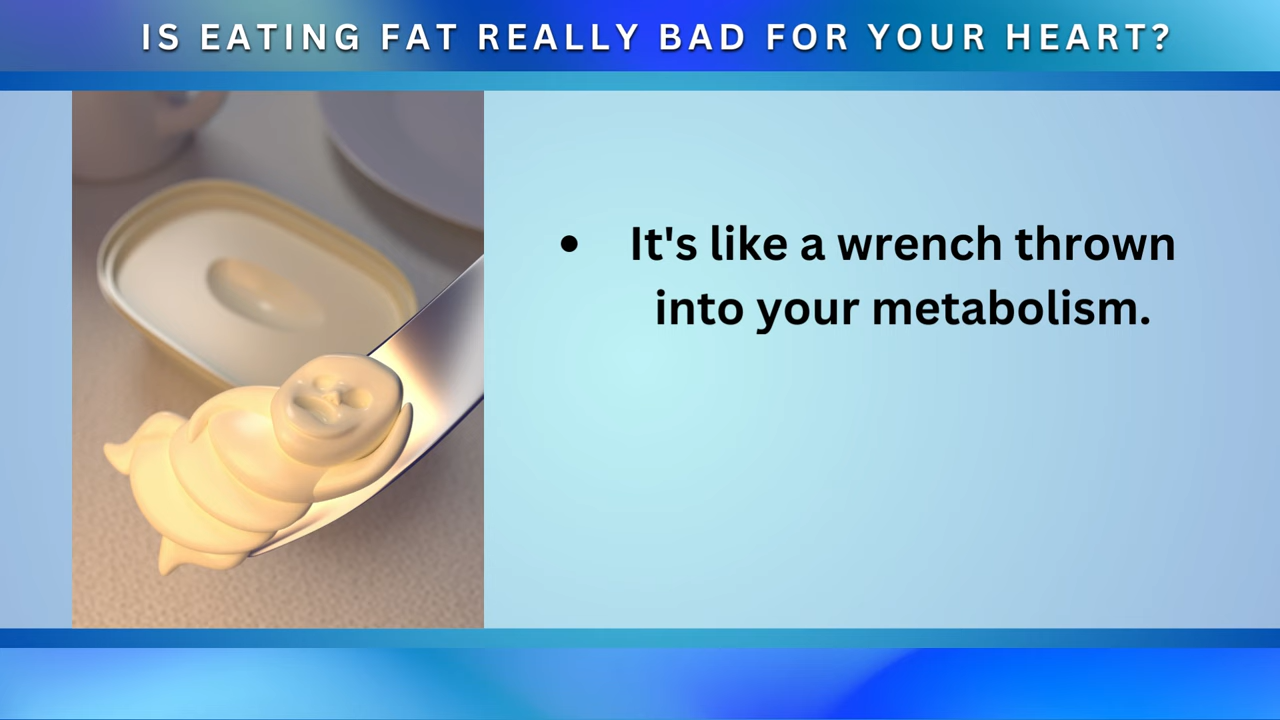 IS EATING FAT REALLY BAD FOR YOUR HEART?
• It's like a wrench thrown
into your metabolism.